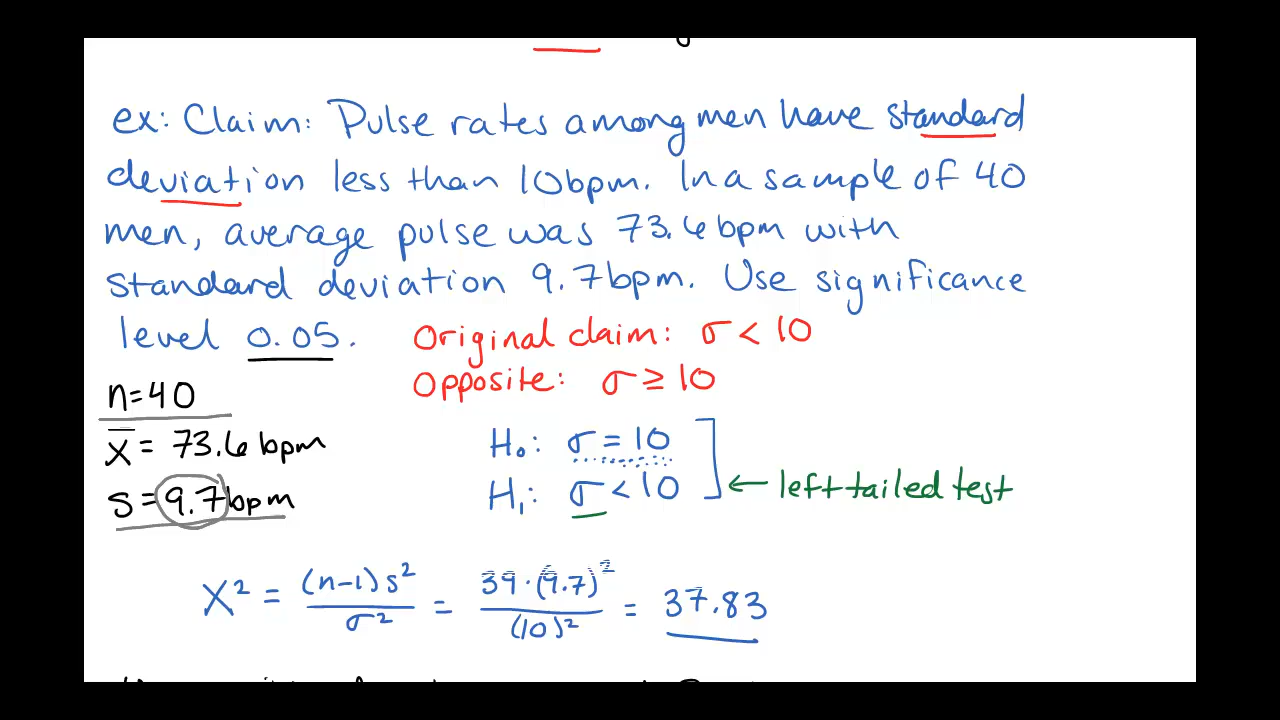 ex: Claim: Pulse rates among men have standard
deviation less than 10bpm. In a sample of 40
men, average pulse was 73.6 bpm with
standard deviation 9.7bpm. Use significance
level 0.05.
Original claim: σ < 10
Opposite: σ ≥ 10
n=40
x̄ = 73.6 bpm
s = 9.7bpm
H₀: σ = 10
H₁: σ < 10
← left tailed test
X² = (n-1)s²/σ² = 39·(9.7)²/(10)² = 37.83